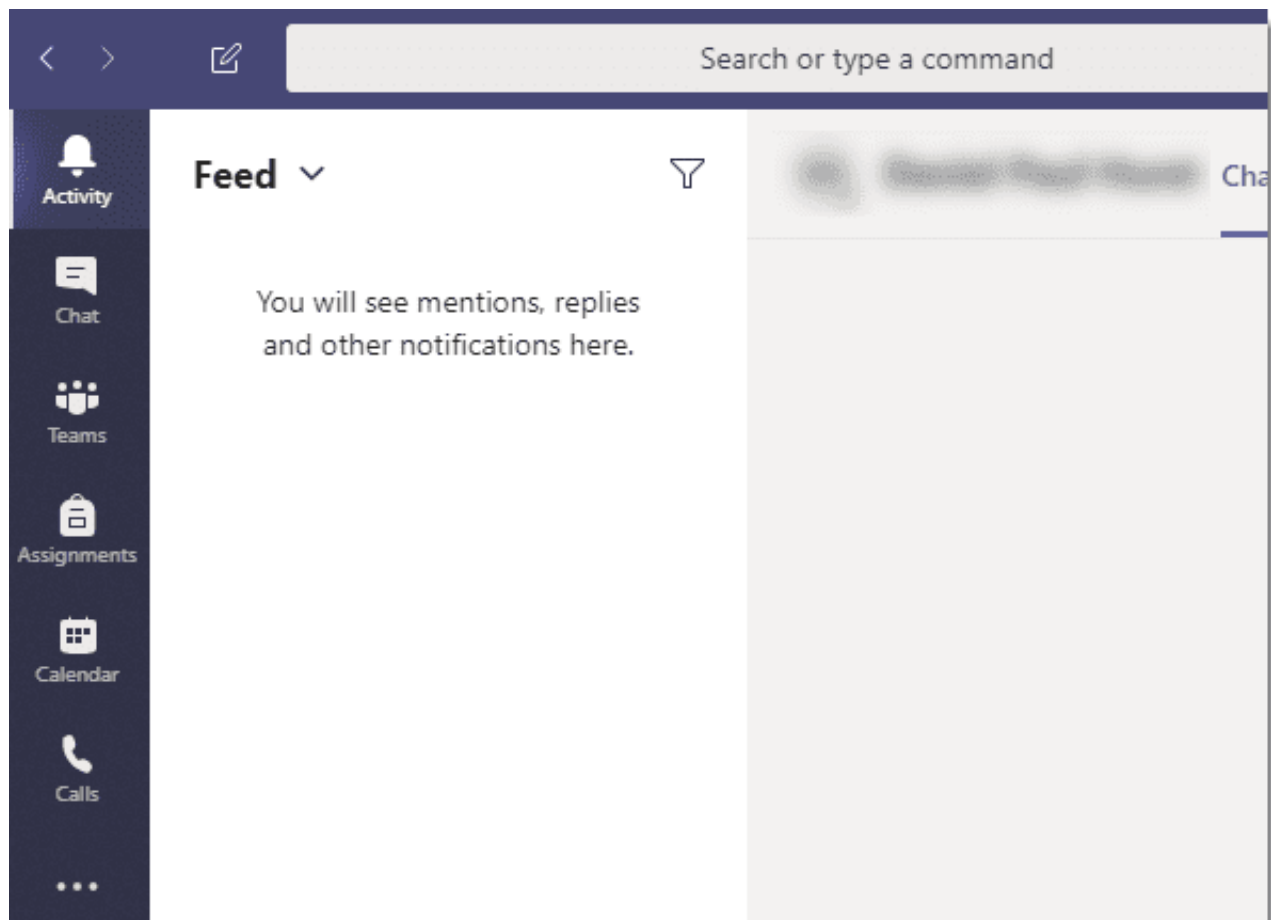 Search or type a command
Activity
Feed
Chat
You will see mentions, replies
and other notifications here.
Teams
Assignments
Calendar
Calls